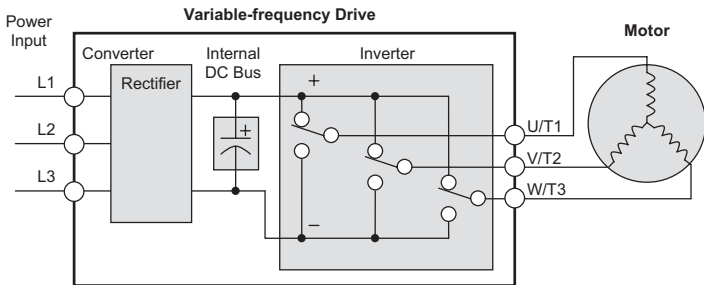 Variable-frequency Drive
Power
Input
Converter
Rectifier
Internal
DC Bus
Inverter
Motor
L1
L2
L3
+
+
–
U/T1
V/T2
W/T3